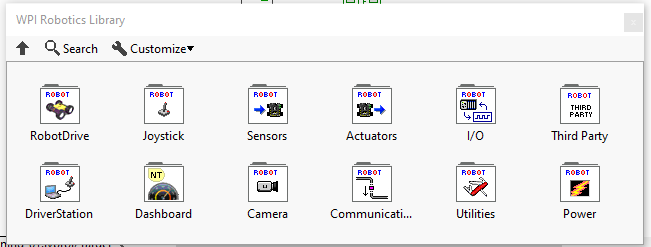 WPI Robotics Library
Search Customize
ROBOT ROBOT ROBOT ROBOT ROBOT ROBOT
THIRD
PARTY
RobotDrive Joystick Sensors Actuators I/O Third Party
ROBOT NT ROBOT ROBOT ROBOT ROBOT
DriverStation Dashboard Camera Communicati... Utilities Power